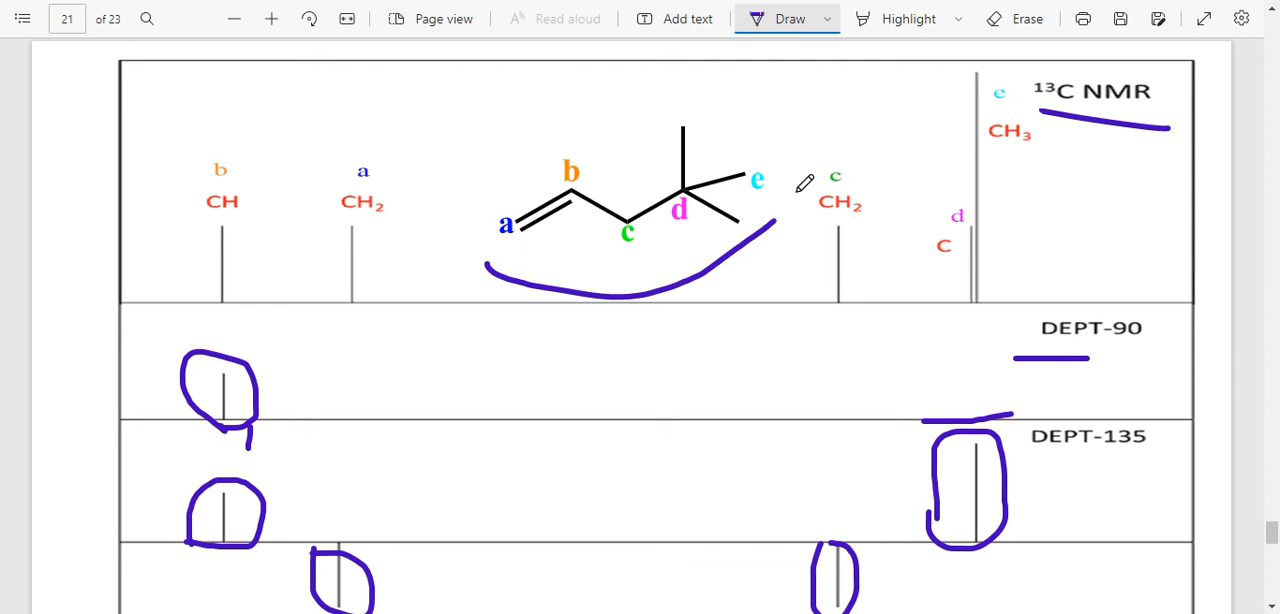 21 of 23 Page view Read aloud Add text Draw Highlight Erase
¹³C NMR
e
CH₃
b
CH
a
CH₂
b
e
a
c
d
c
CH₂
d
C
DEPT-90
DEPT-135